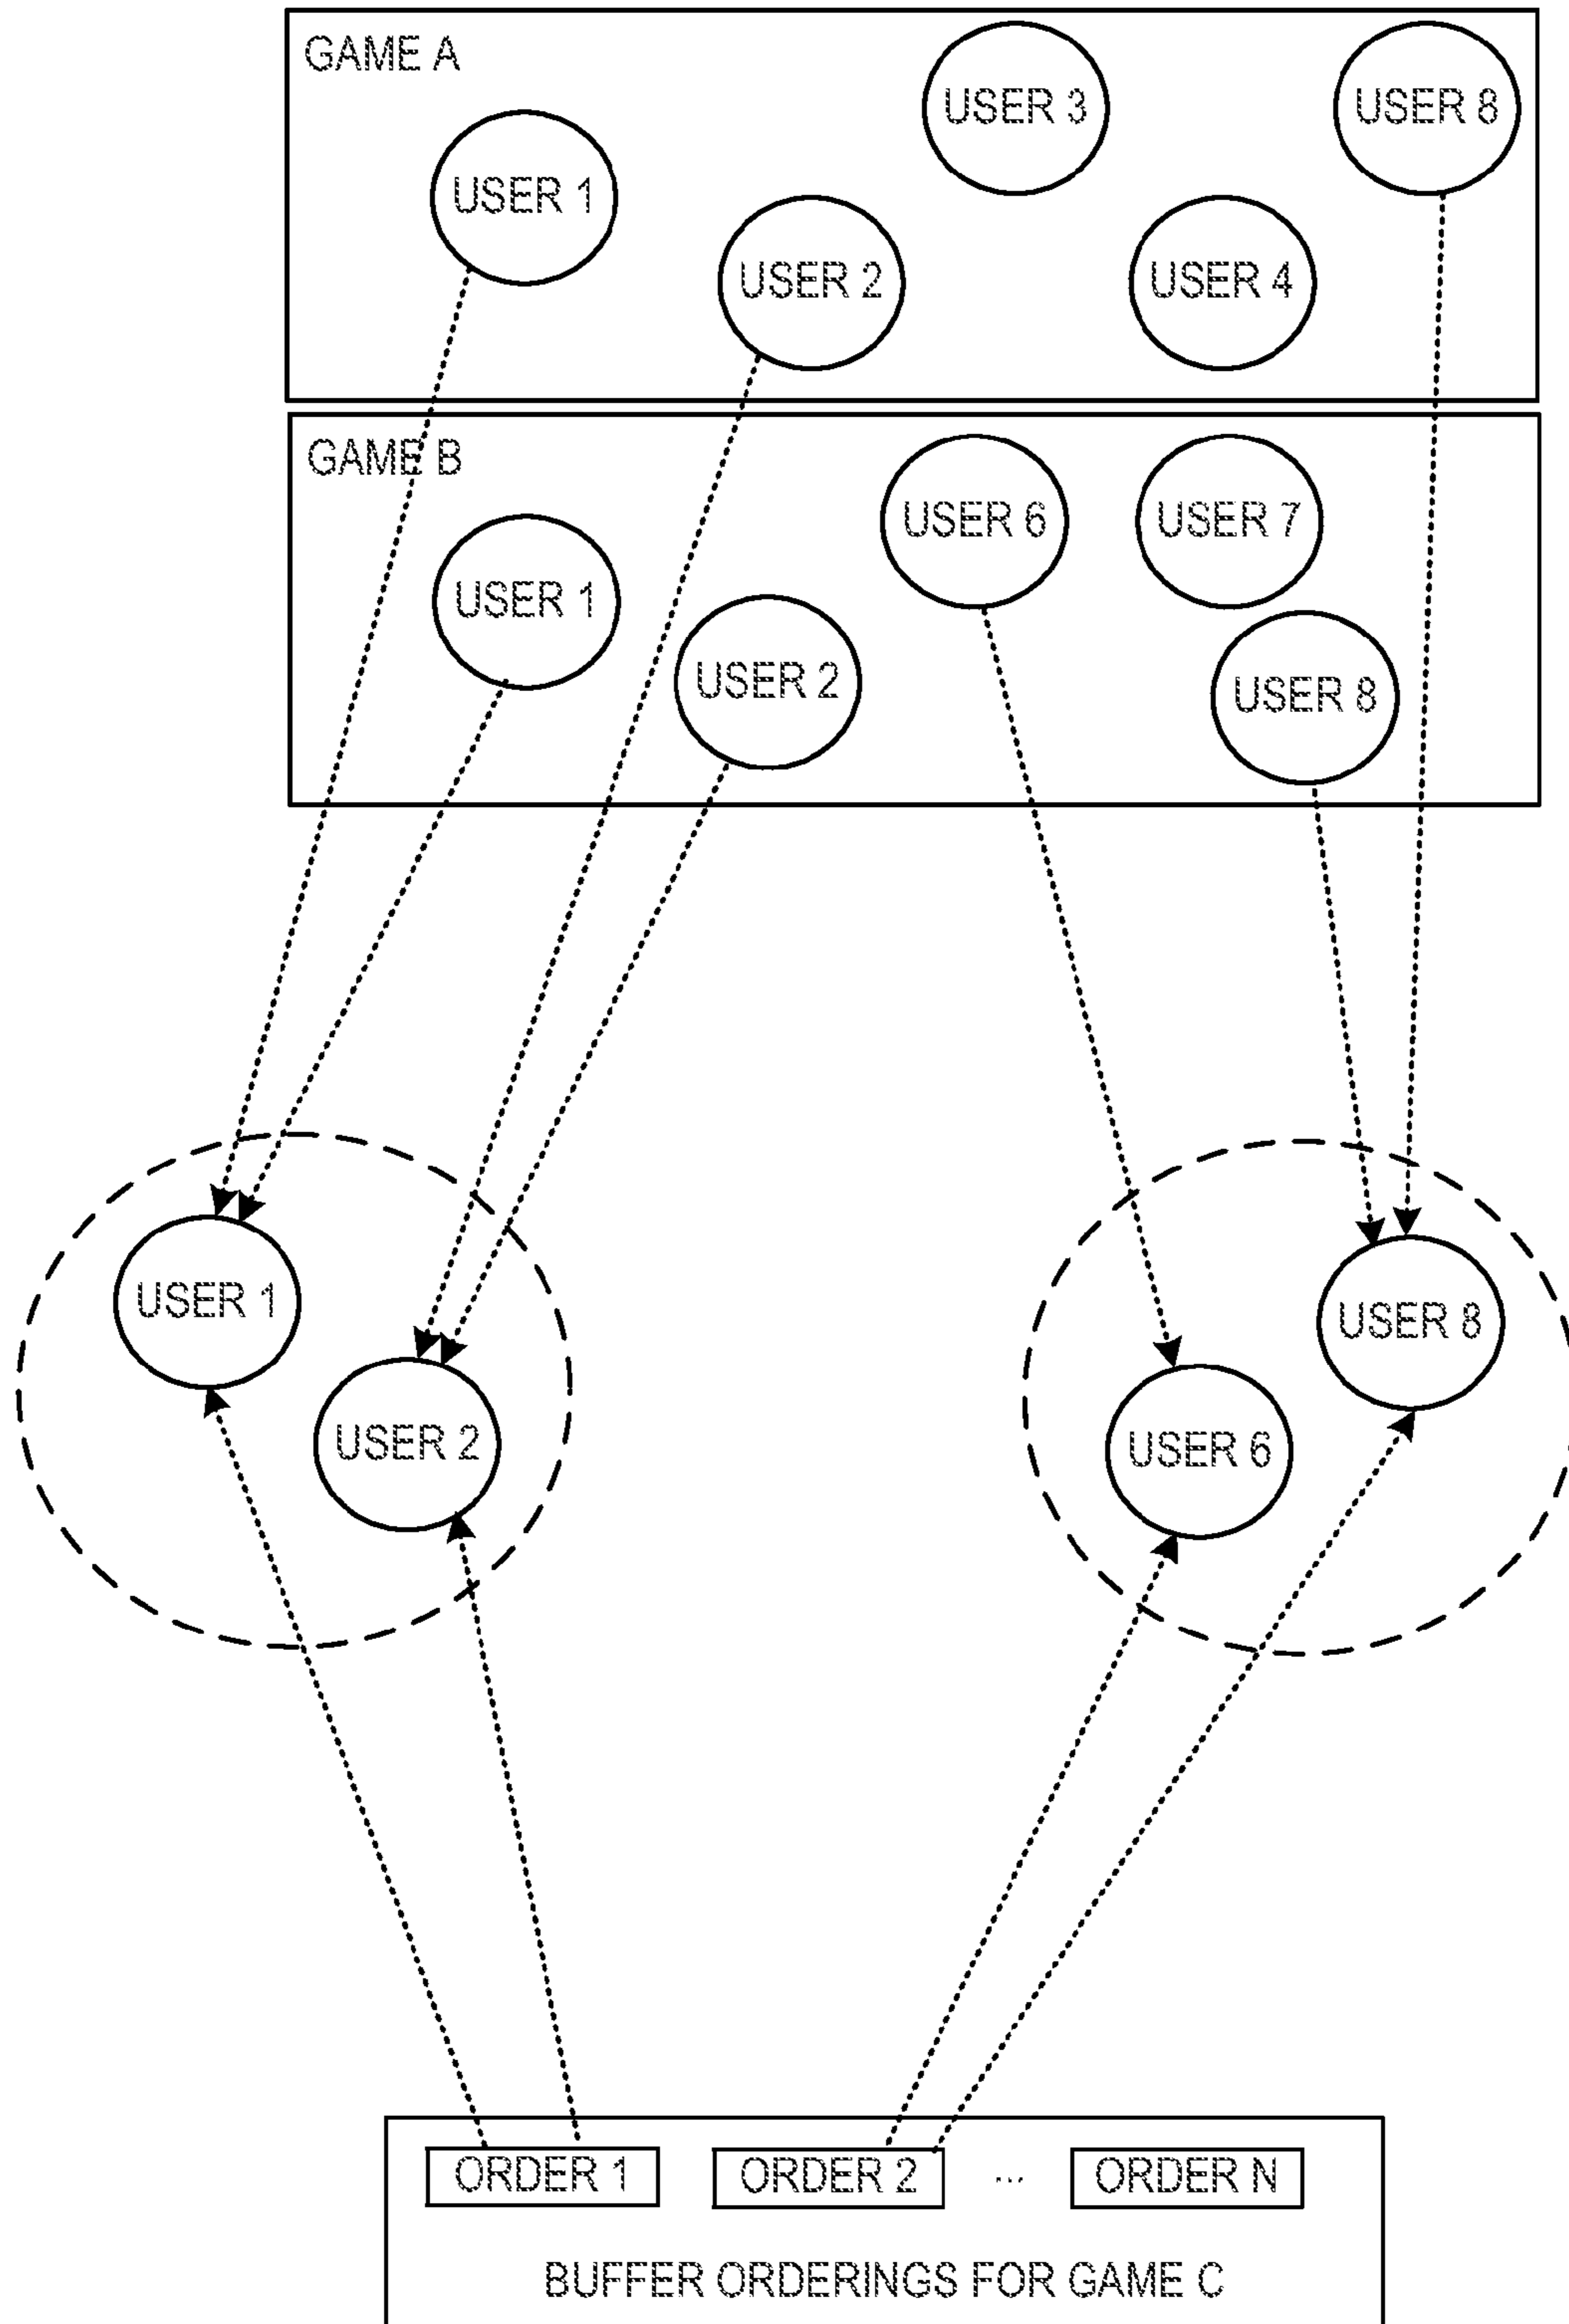 GAME A
USER 3
USER 8
USER 1
USER 2
USER 4
GAME B
USER 6
USER 7
USER 1
USER 2
USER 8
USER 1
USER 8
USER 2
USER 6
ORDER 1
ORDER 2
...
ORDER N
BUFFER ORDERINGS FOR GAME C